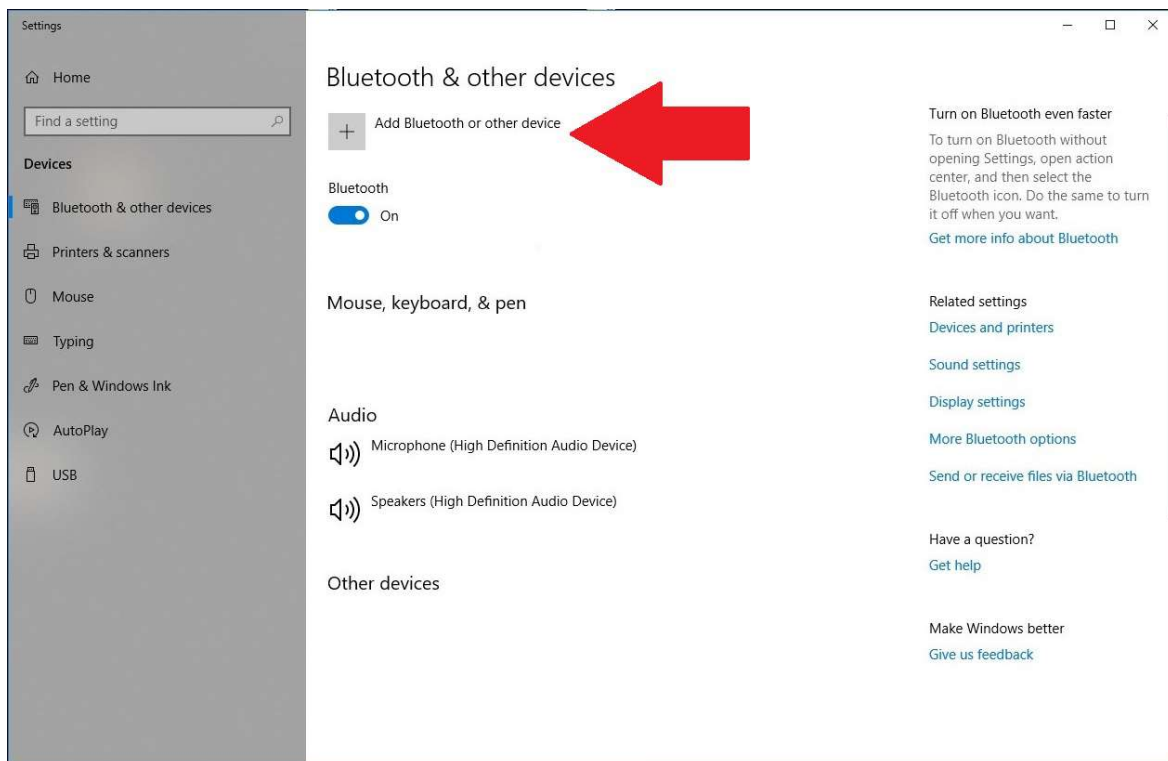 Settings
Home
Find a setting
Devices
Bluetooth & other devices
Printers & scanners
Mouse
Typing
Pen & Windows Ink
AutoPlay
USB
Bluetooth & other devices
Add Bluetooth or other device
Bluetooth
On
Mouse, keyboard, & pen
Audio
Microphone (High Definition Audio Device)
Speakers (High Definition Audio Device)
Other devices
Turn on Bluetooth even faster
To turn on Bluetooth without
opening Settings, open action
center, and then select the
Bluetooth icon. Do the same to turn
it off when you want.
Get more info about Bluetooth
Related settings
Devices and printers
Sound settings
Display settings
More Bluetooth options
Send or receive files via Bluetooth
Have a question?
Get help
Make Windows better
Give us feedback